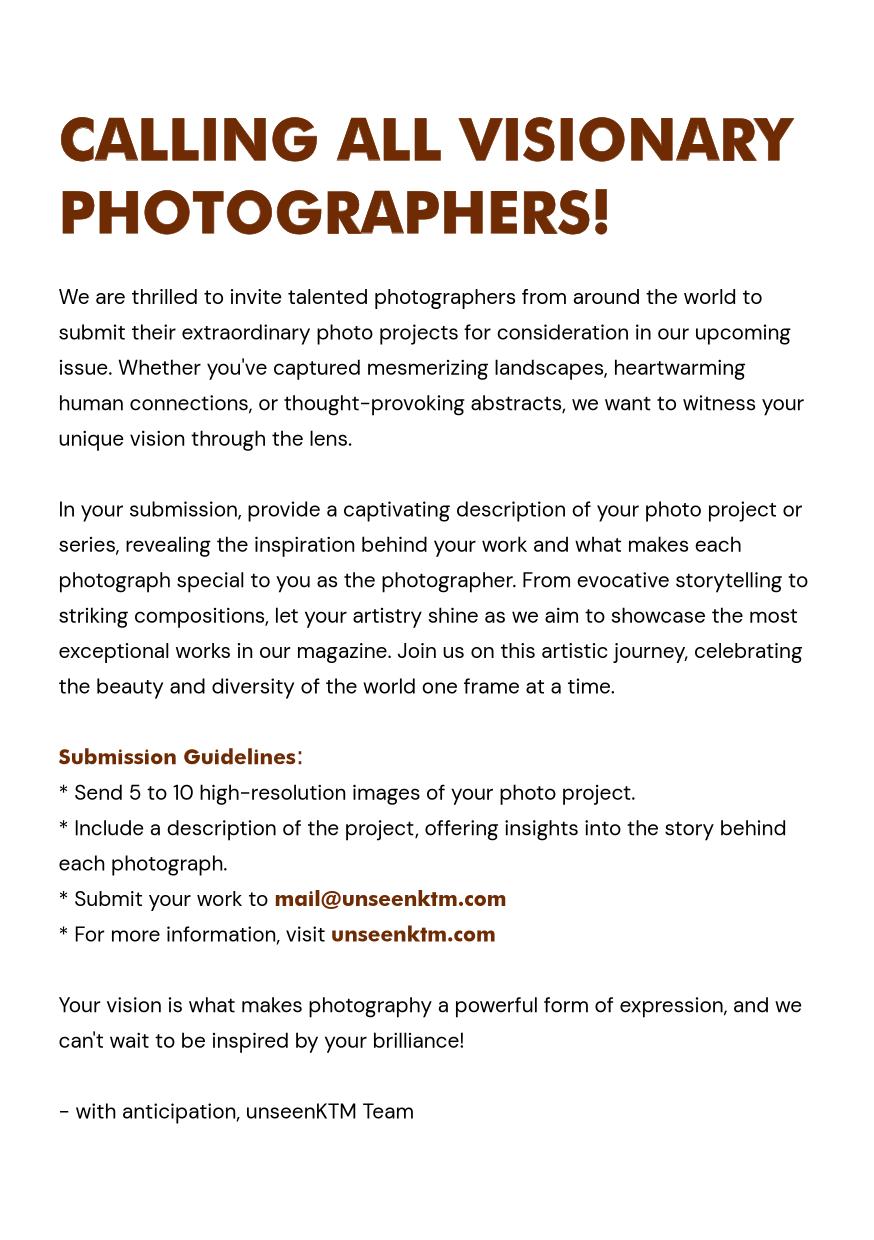 CALLING ALL VISIONARY
PHOTOGRAPHERS!
We are thrilled to invite talented photographers from around the world to
submit their extraordinary photo projects for consideration in our upcoming
issue. Whether you've captured mesmerizing landscapes, heartwarming
human connections, or thought-provoking abstracts, we want to witness your
unique vision through the lens.
In your submission, provide a captivating description of your photo project or
series, revealing the inspiration behind your work and what makes each
photograph special to you as the photographer. From evocative storytelling to
striking compositions, let your artistry shine as we aim to showcase the most
exceptional works in our magazine. Join us on this artistic journey, celebrating
the beauty and diversity of the world one frame at a time.
Submission Guidelines:
* Send 5 to 10 high-resolution images of your photo project.
* Include a description of the project, offering insights into the story behind
each photograph.
* Submit your work to mail@unseenktm.com
* For more information, visit unseenktm.com
Your vision is what makes photography a powerful form of expression, and we
can't wait to be inspired by your brilliance!
- with anticipation, unseenKTM Team